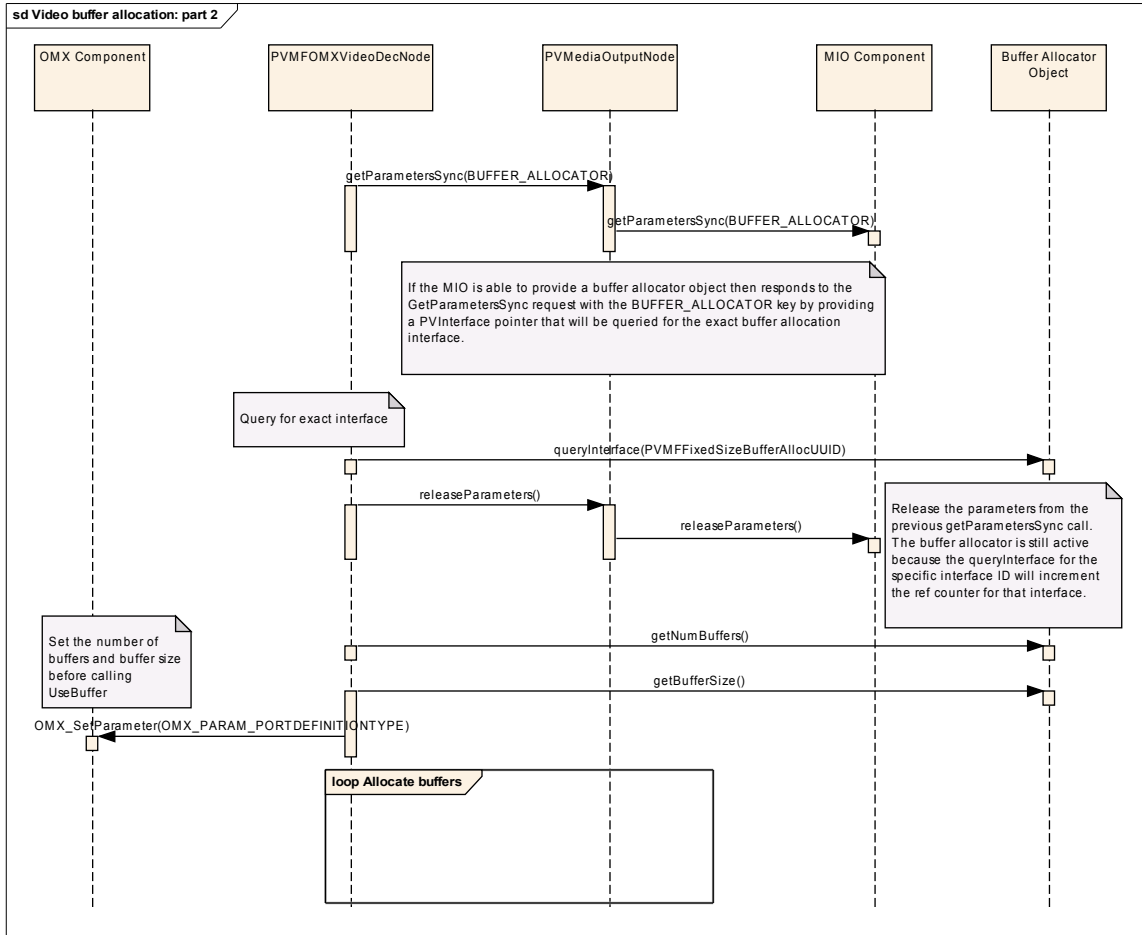 sd Video buffer allocation: part 2
OMX Component
PVMFOMXVideoDecNode
PVMediaOutputNode
MIO Component
Buffer Allocator
Object
getParametersSync(BUFFER_ALLOCATOR)
getParametersSync(BUFFER_ALLOCATOR)
If the MIO is able to provide a buffer allocator object then responds to the
GetParametersSync request with the BUFFER_ALLOCATOR key by providing
a PVInterface pointer that will be queried for the exact buffer allocation
interface.
Query for exact interface
queryInterface(PVMFFixedSizeBufferAllocUUID)
releaseParameters()
releaseParameters()
Release the parameters from the
previous getParametersSync call.
The buffer allocator is still active
because the queryInterface for the
specific interface ID will increment
the ref counter for that interface.
Set the number of
buffers and buffer size
before calling
UseBuffer
getNumBuffers()
getBufferSize()
OMX_SetParameter(OMX_PARAM_PORTDEFINITIONTYPE)
loop Allocate buffers